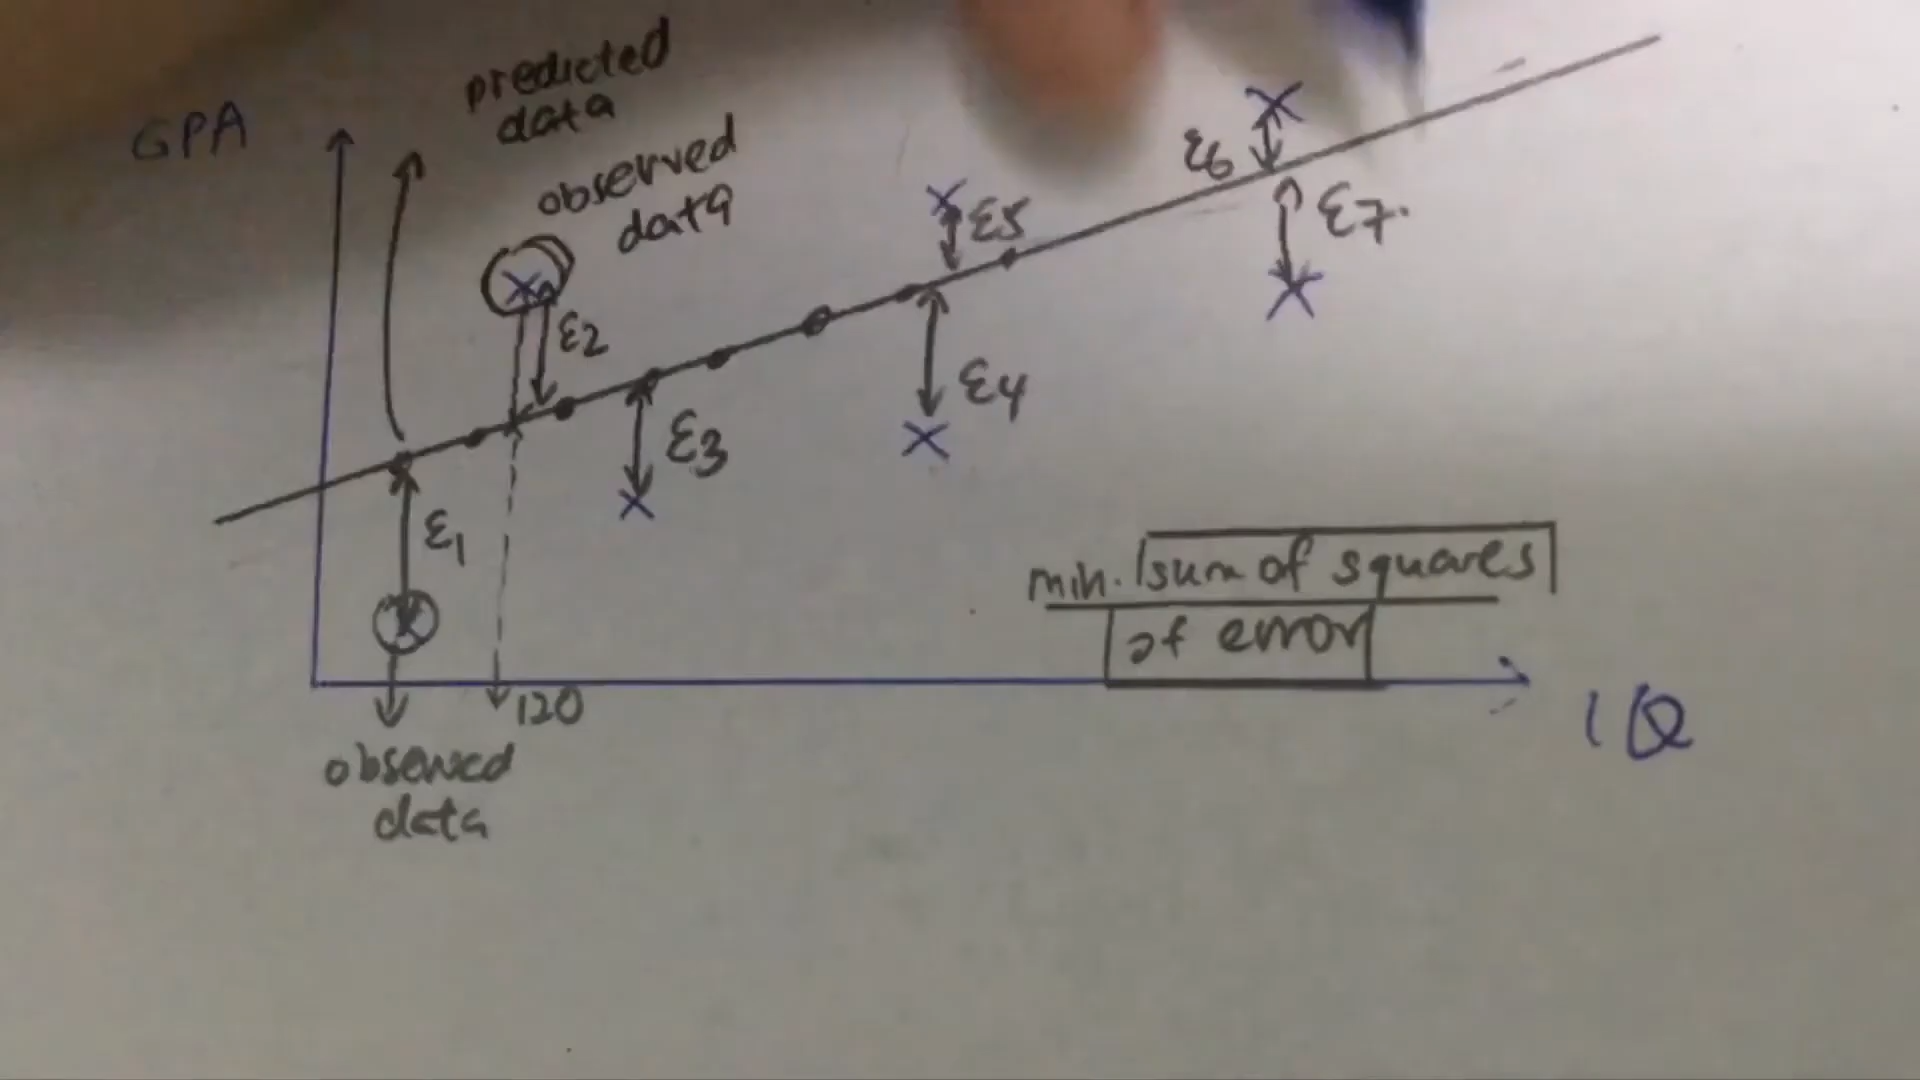 GPA
predicted
data
observed
data
ε1
ε2
ε3
ε4
ε5
ε6
ε7.
min. sum of squares
of error
120
IQ
observed
data